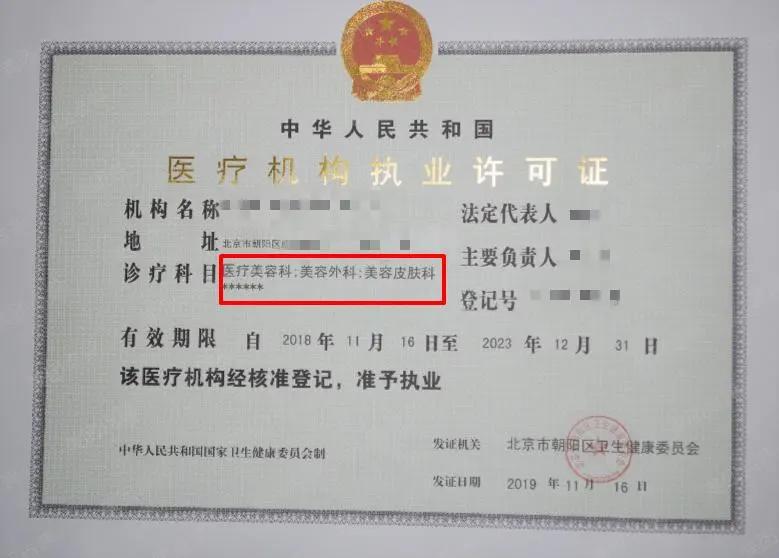 中华人民共和国
医疗机构执业许可证
机构名称
法定代表人
地 址 北京市朝阳区
主要负责人
诊疗科目 医疗美容科;美容外科;美容皮肤科
******
登记号
有效期限 自 2018 年 11 月 16 日至 2023 年 12 月 31 日
该医疗机构经核准登记，准予执业
发证机关 北京市朝阳区卫生健康委员会
中华人民共和国国家卫生健康委员会制
发证日期 2019 年 11 月 16 日